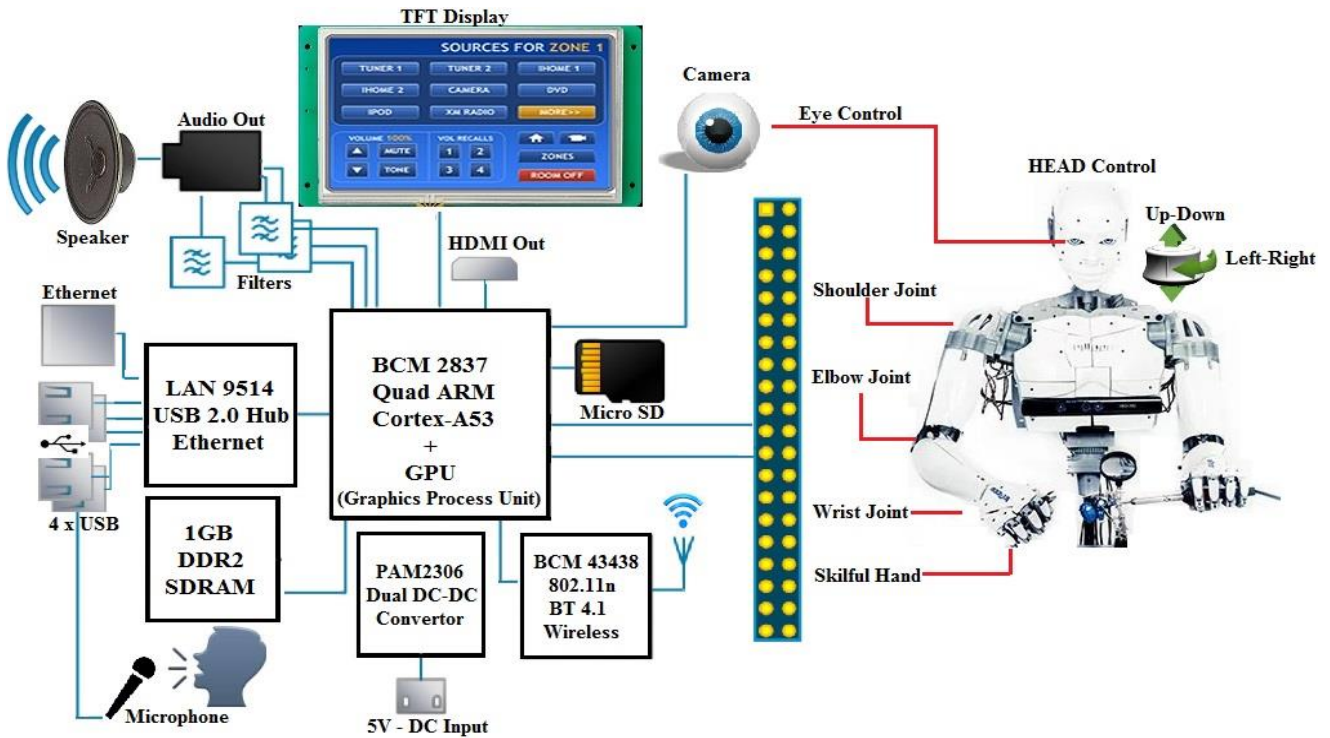 TFT Display
SOURCES FOR ZONE 1
TUNER 1
TUNER 2
IHOME 1
IHOME 2
CAMERA
DVD
IPOD
XM RADIO
MORE>>
VOLUME 100%
VOL RECALLS
MUTE
1
2
ZONES
TONE
3
4
ROOM OFF
Camera
Eye Control
HEAD Control
Up-Down
Left-Right
Audio Out
Speaker
Filters
HDMI Out
Shoulder Joint
Ethernet
LAN 9514
USB 2.0 Hub
Ethernet
BCM 2837
Quad ARM
Cortex-A53
+
GPU
(Graphics Process Unit)
Micro SD
Elbow Joint
4 x USB
1GB
DDR2
SDRAM
PAM2306
Dual DC-DC
Convertor
BCM 43438
802.11n
BT 4.1
Wireless
Wrist Joint
Skilful Hand
Microphone
5V - DC Input